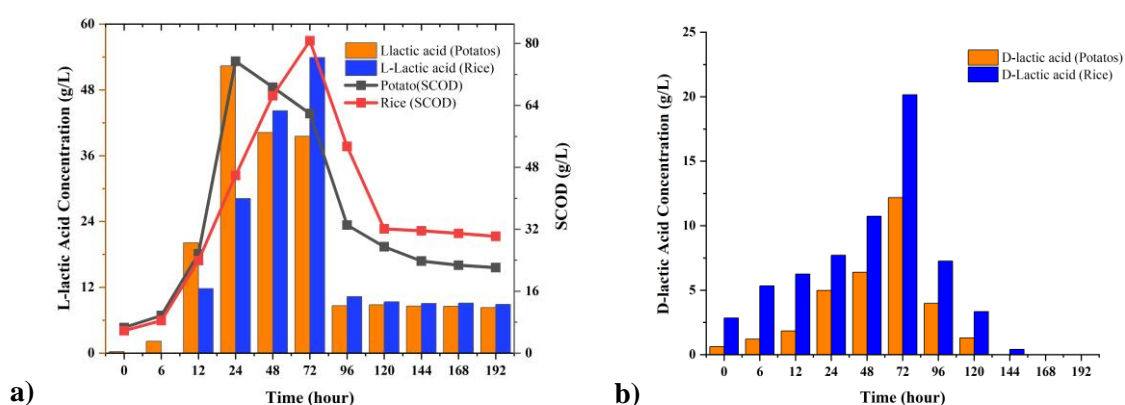 60
48
36
24
12
0
L-lactic Acid Concentration (g/L)
Llactic acid (Potatos)
L-Lactic acid (Rice)
Potato(SCOD)
Rice (SCOD)
80
64
48
32
16
0
SCOD (g/L)
0 6 12 24 48 72 96 120 144 168 192
Time (hour)
a)
25
20
15
10
5
0
D-lactic Acid Concentration (g/L)
D-lactic acid (Potatos)
D-Lactic acid (Rice)
0 6 12 24 48 72 96 120 144 168 192
Time (hour)
b)